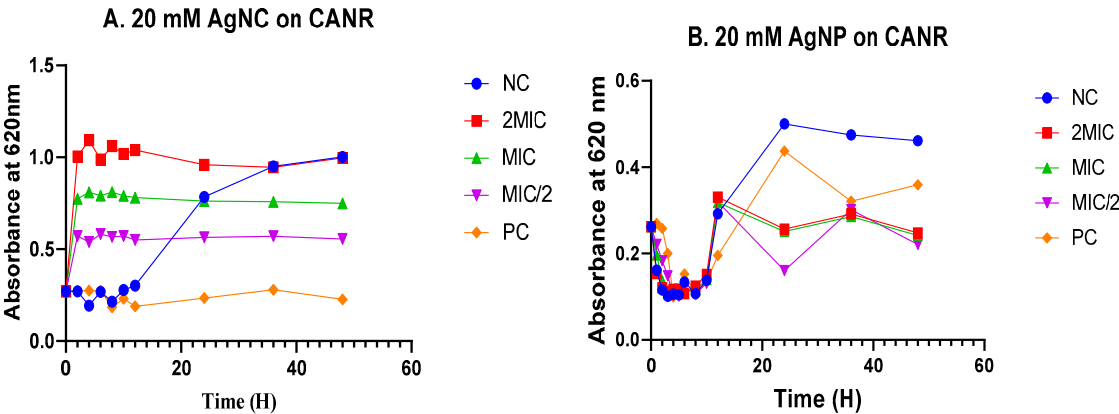 A. 20 mM AgNC on CANR
Absorbance at 620nm
1.5
1.0
0.5
0.0
0
20
40
60
Time (H)
NC
2MIC
MIC
MIC/2
PC
B. 20 mM AgNP on CANR
Absorbance at 620 nm
0.6
0.4
0.2
0.0
0
20
40
60
Time (H)
NC
2MIC
MIC
MIC/2
PC